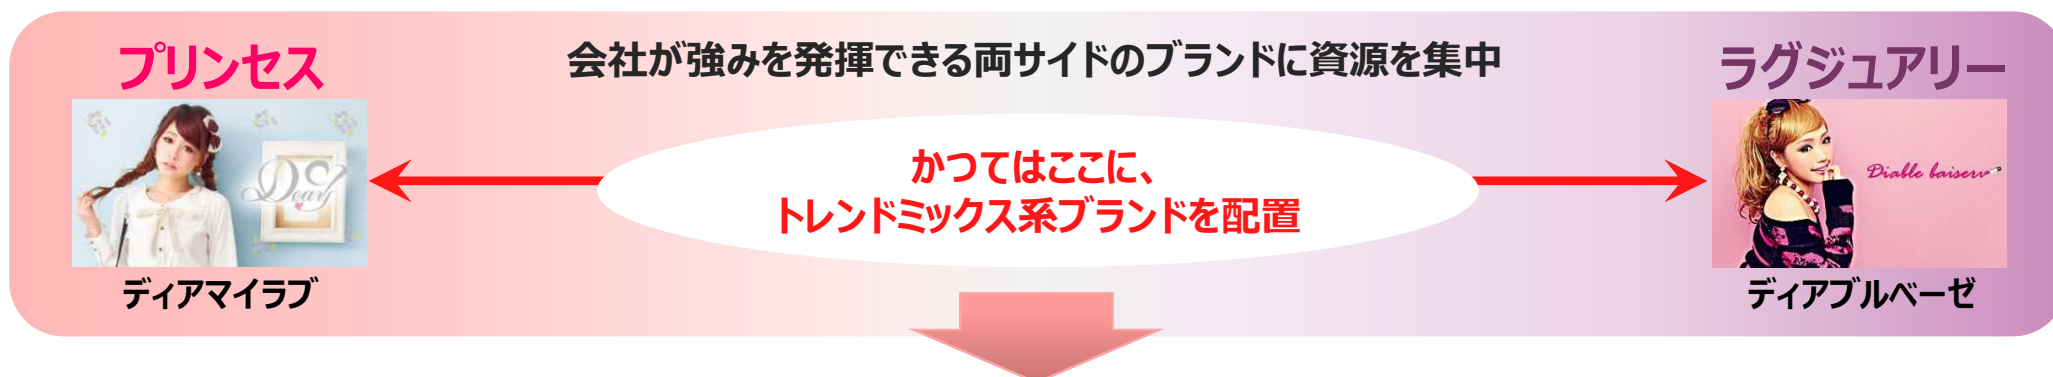 プリンセス
会社が強みを発揮できる両サイドのブランドに資源を集中
ラグジュアリー
かつてはここに、
トレンドミックス系ブランドを配置
Dearly
Diable baiser
ディアマイラブ
ディアブルベーゼ